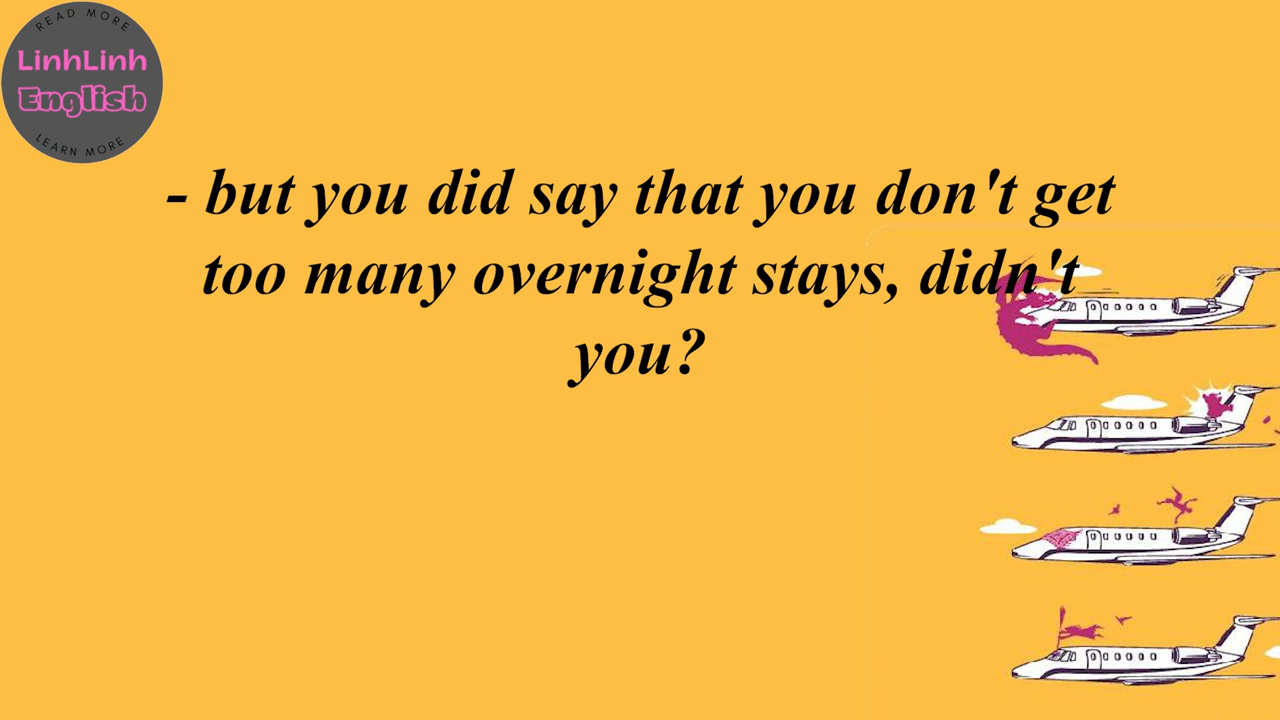 READ MORE
LinhLinh
English
LEARN MORE
- but you did say that you don't get
too many overnight stays, didn't
you?